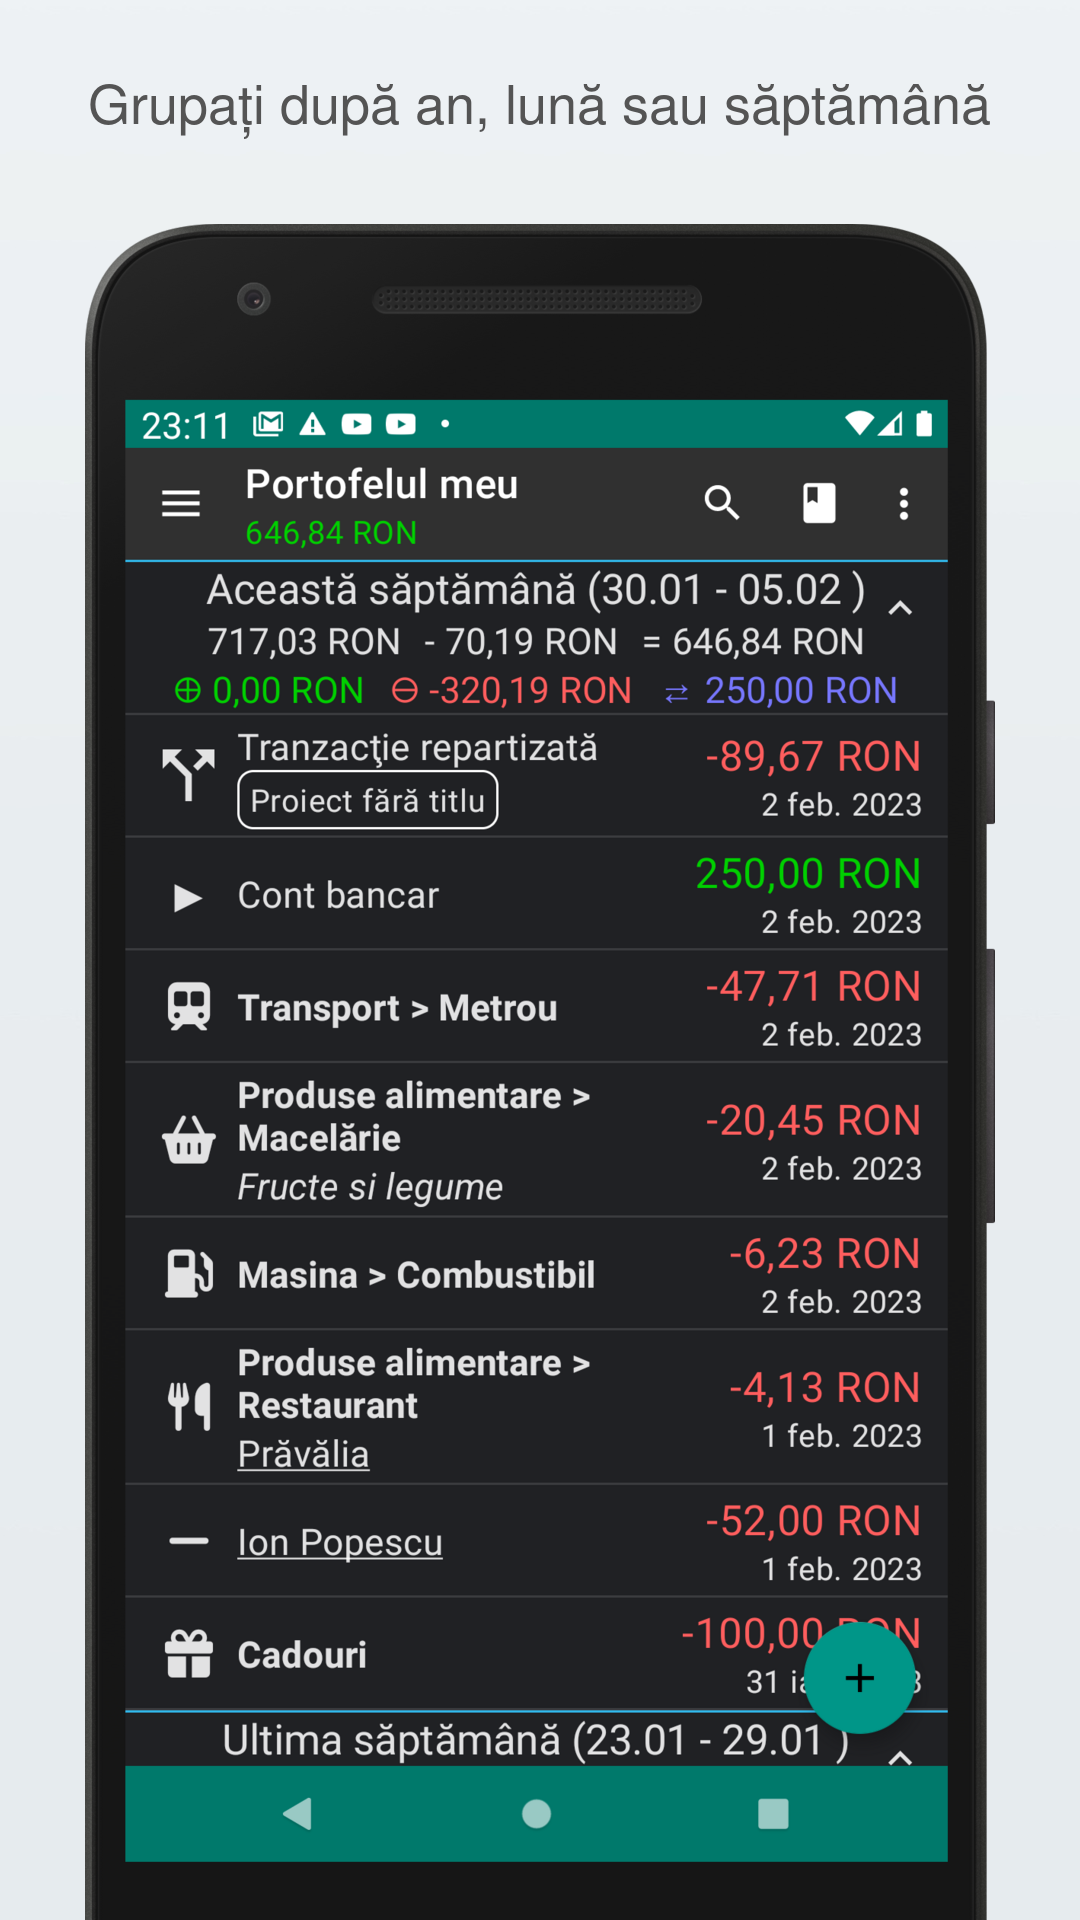 Grupați după an, lună sau săptămână
23:11
Portofelul meu
646,84 RON
Această săptămână (30.01 - 05.02 )
717,03 RON - 70,19 RON = 646,84 RON
0,00 RON -320,19 RON 250,00 RON
Tranzacţie repartizată
-89,67 RON
Proiect fără titlu
2 feb. 2023
250,00 RON
Cont bancar
2 feb. 2023
-47,71 RON
Transport > Metrou
2 feb. 2023
Produse alimentare >
Macelărie
-20,45 RON
2 feb. 2023
Fructe si legume
-6,23 RON
Masina > Combustibil
2 feb. 2023
Produse alimentare >
Restaurant
-4,13 RON
1 feb. 2023
Prăvălia
-52,00 RON
Ion Popescu
1 feb. 2023
-100,00 RON
Cadouri
31
Ultima săptămână (23.01 - 29.01 )